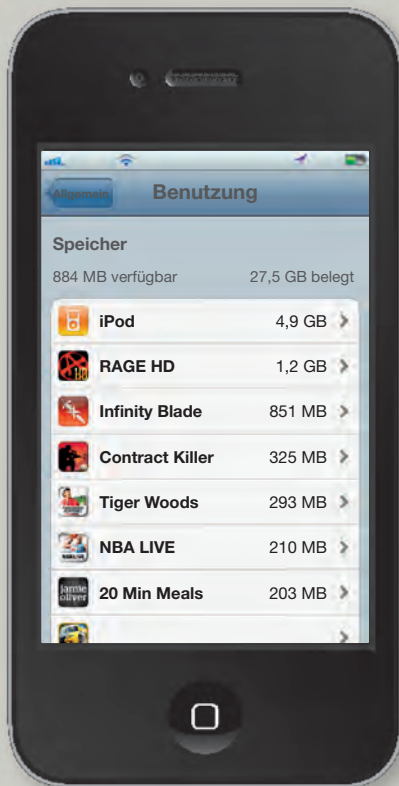 Allgemein Benutzung
Speicher
884 MB verfügbar 27,5 GB belegt
iPod 4,9 GB
RAGE HD 1,2 GB
Infinity Blade 851 MB
Contract Killer 325 MB
Tiger Woods 293 MB
NBA LIVE 210 MB
jamie
oliver
20 Min Meals 203 MB